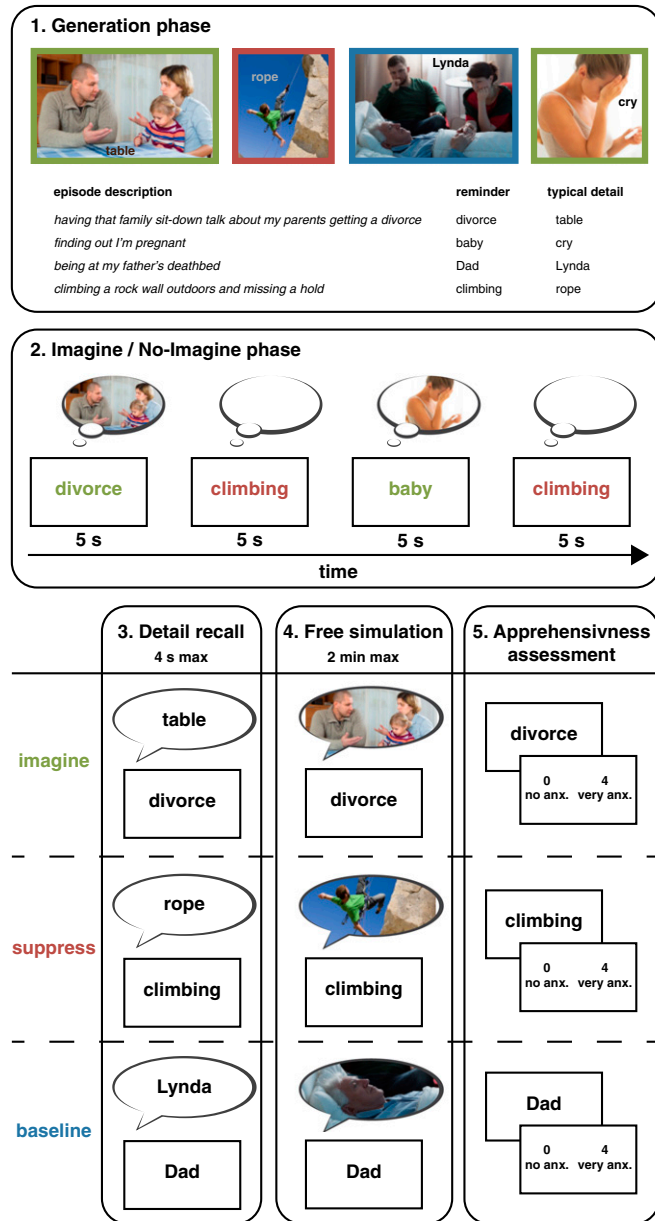 1. Generation phase
table
rope
Lynda
cry
episode description reminder typical detail
having that family sit-down talk about my parents getting a divorce divorce table
finding out I'm pregnant baby cry
being at my father's deathbed Dad Lynda
climbing a rock wall outdoors and missing a hold climbing rope
2. Imagine / No-Imagine phase
divorce climbing baby climbing
5 s 5 s 5 s 5 s
time
3. Detail recall
4 s max
4. Free simulation
2 min max
5. Apprehensivness
assessment
imagine
table
divorce
divorce
divorce
0 4
no anx. very anx.
suppress
rope
climbing
climbing
climbing
0 4
no anx. very anx.
baseline
Lynda
Dad
Dad
Dad
0 4
no anx. very anx.